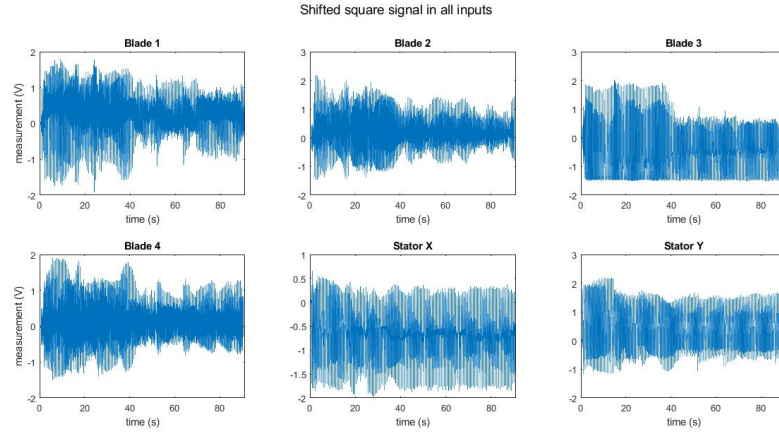 Shifted square signal in all inputs
Blade 1
Blade 2
Blade 3
measurement (V)
2
1
0
-1
-2
0 20 40 60 80
time (s)
3
2
1
0
-1
-2
0 20 40 60 80
time (s)
3
2
1
0
-1
-2
0 20 40 60 80
time (s)
Blade 4
Stator X
Stator Y
measurement (V)
2
1
0
-1
-2
0 20 40 60 80
time (s)
1
0.5
0
-0.5
-1
-1.5
-2
0 20 40 60 80
time (s)
3
2
1
0
-1
-2
0 20 40 60 80
time (s)